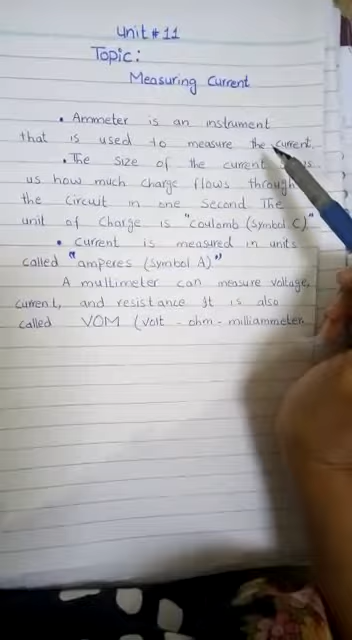 Unit # 11
Topic:
Measuring Current
• Ammeter is an instrument
that is used to measure the current.
• The size of the current
us how much charge flows through
the circuit in one second The
unit of charge is "coulomb (symbol C)"
• Current is measured in units
called "amperes (symbol A)"
A multimeter can measure voltage,
current, and resistance It is also
called VOM (volt - ohm - milliammeter